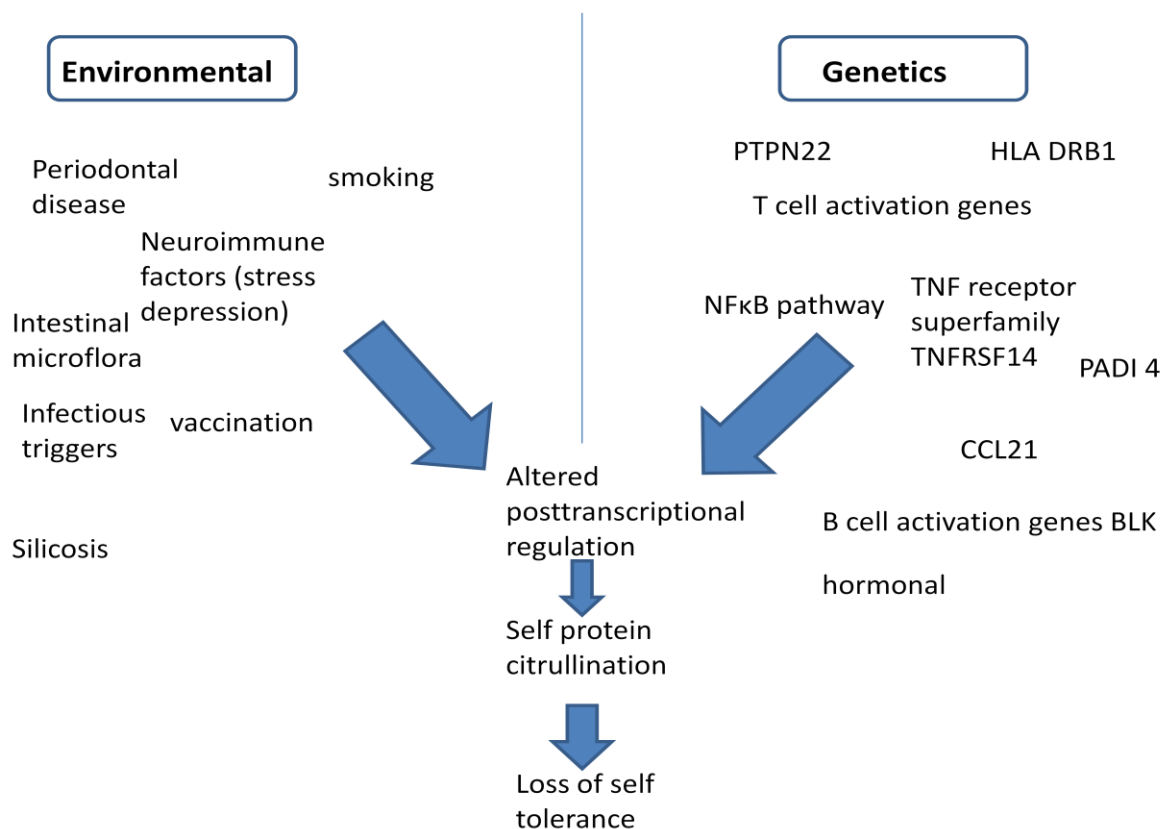 Environmental
Periodontal
disease
smoking
Neuroimmune
factors (stress
depression)
Intestinal
microflora
Infectious
triggers
vaccination
Silicosis
Genetics
PTPN22
HLA DRB1
T cell activation genes
NFκB pathway
TNF receptor
superfamily
TNFRSF14
PADI 4
CCL21
B cell activation genes BLK
hormonal
Altered
posttranscriptional
regulation
Self protein
citrullination
Loss of self
tolerance